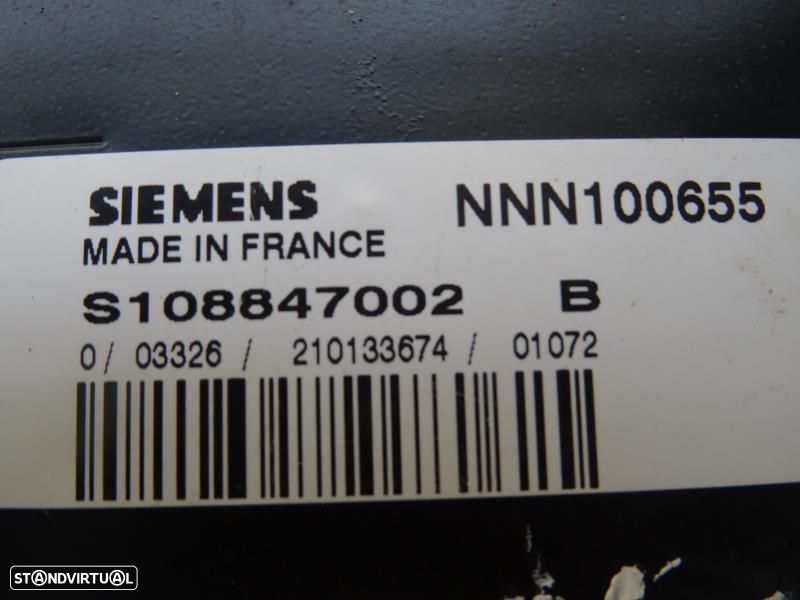 SIEMENS NNN100655
MADE IN FRANCE
S108847002 B
0/ 03326 / 210133674 / 01072
STANDVIRTUAL